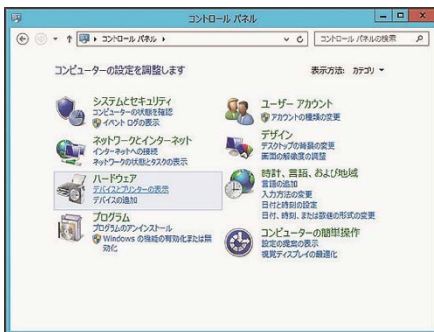 コントロール パネル
コントロール パネル
コントロール パネルの検索
コンピューターの設定を調整します
表示方法: カテゴリ
システムとセキュリティ
コンピューターの状態を確認
イベント ログの表示
ネットワークとインターネット
インターネットへの接続
ネットワークの状態とタスクの表示
ハードウェア
デバイスとプリンターの表示
デバイスの追加
プログラム
プログラムのアンインストール
Windows の機能の有効化または無
効化
ユーザー アカウント
アカウントの種類の変更
デザイン
デスクトップの背景の変更
画面の解像度の調整
時計、言語、および地域
言語の追加
入力方法の変更
日付と時刻の設定
日付、時刻、または数値の形式の変更
コンピューターの簡単操作
設定の提案の表示
視覚ディスプレイの最適化